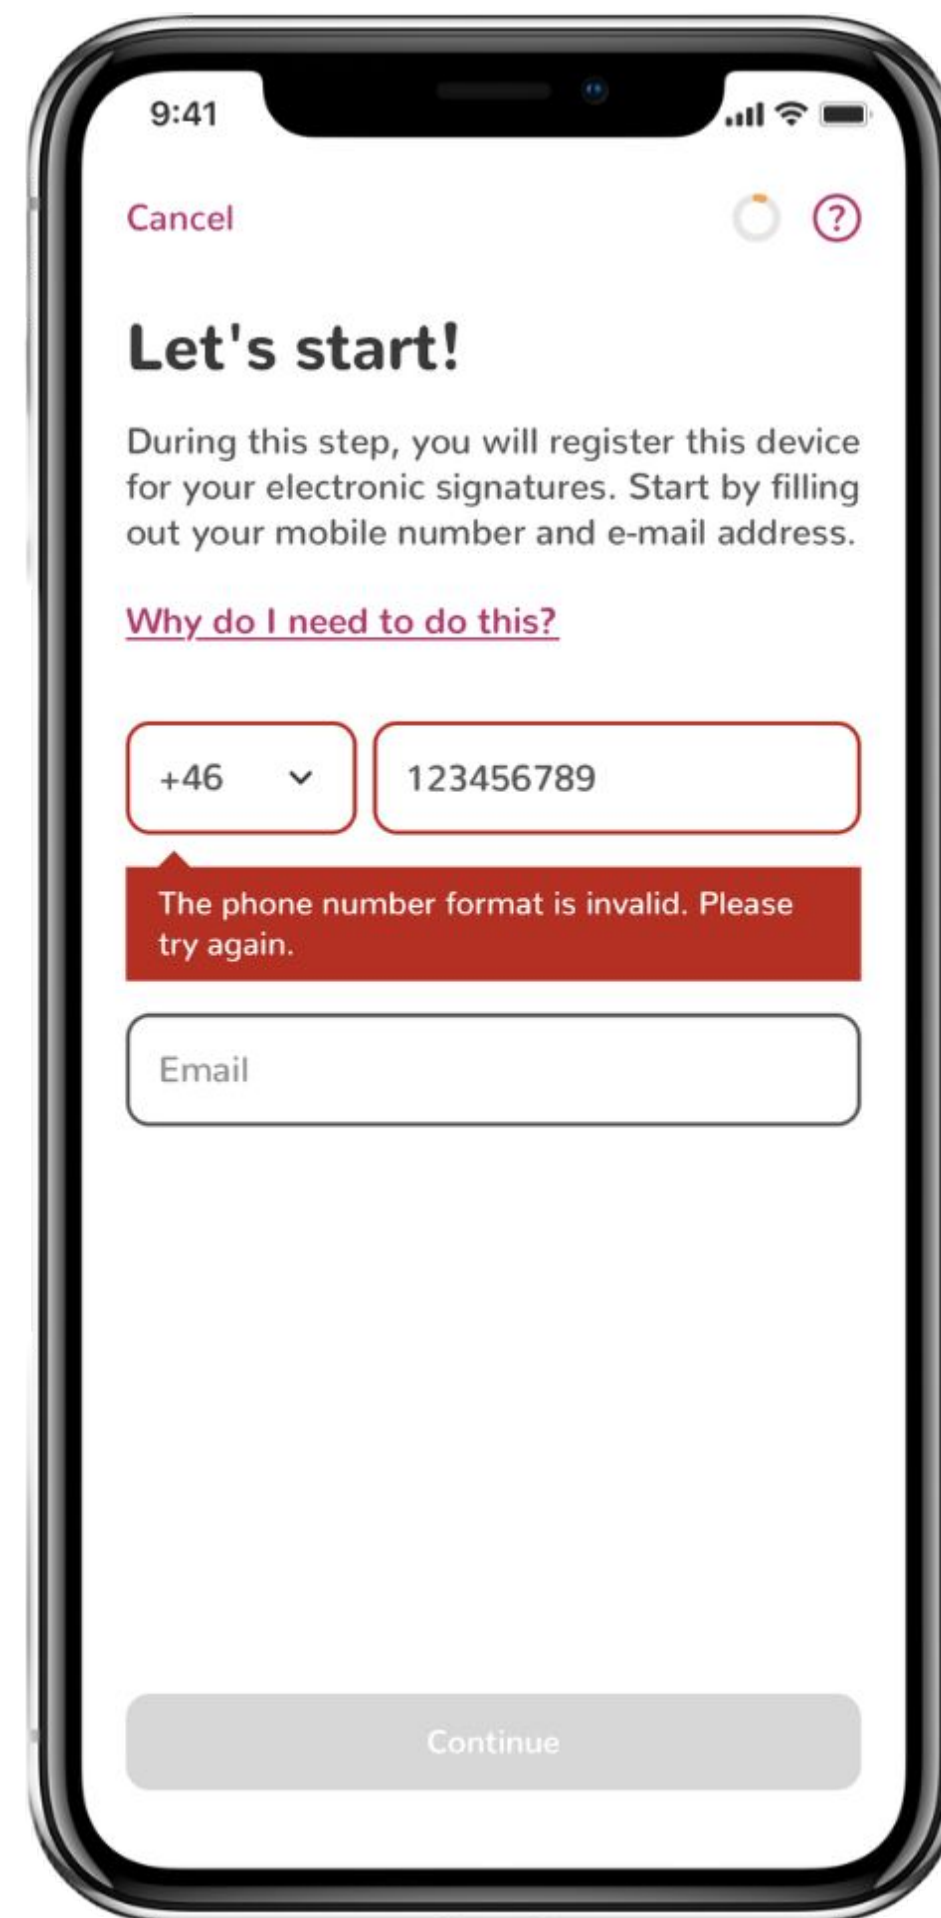 9:41
Cancel
?
Let's start!
During this step, you will register this device
for your electronic signatures. Start by filling
out your mobile number and e-mail address.
Why do I need to do this?
+46
123456789
The phone number format is invalid. Please
try again.
Email
Continue